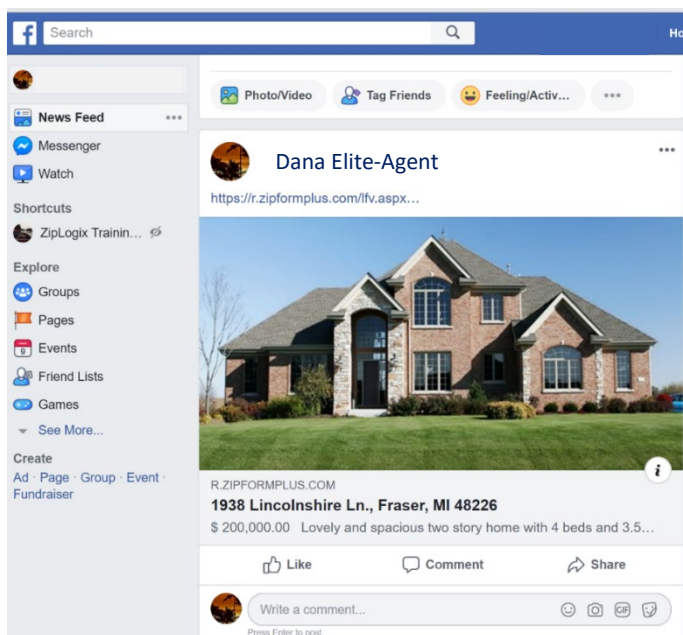 f Search
Ho
News Feed
Messenger
Watch
Shortcuts
ZipLogix Trainin...
Explore
Groups
Pages
9 Events
Friend Lists
Games
See More...
Create
Ad · Page · Group · Event ·
Fundraiser
Photo/Video Tag Friends Feeling/Activ...
Dana Elite-Agent
https://r.zipformplus.com/lfv.aspx...
i
R.ZIPFORMPLUS.COM
1938 Lincolnshire Ln., Fraser, MI 48226
$ 200,000.00 Lovely and spacious two story home with 4 beds and 3.5...
Like Comment Share
Write a comment... GIF
Press Enter to post